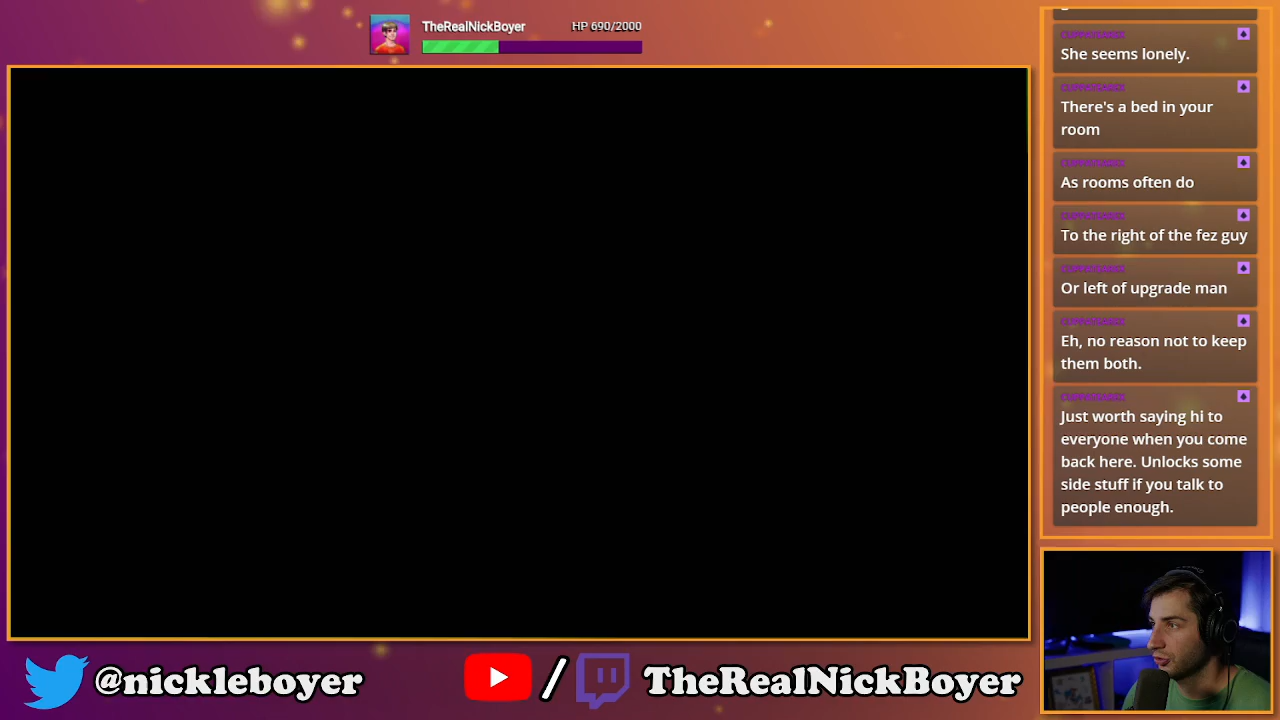 TheRealNickBoyer
HP 690/2000
She seems lonely.
There's a bed in your
room
As rooms often do
To the right of the fez guy
Or left of upgrade man
Eh, no reason not to keep
them both.
Just worth saying hi to
everyone when you come
back here. Unlocks some
side stuff if you talk to
people enough.
@nickleboyer
/
TheRealNickBoyer